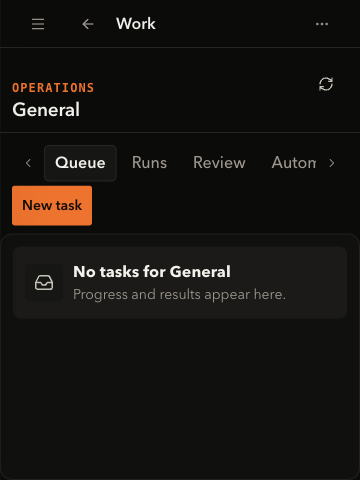 Work
OPERATIONS
General
Queue Runs Review Autom
New task
No tasks for General
Progress and results appear here.